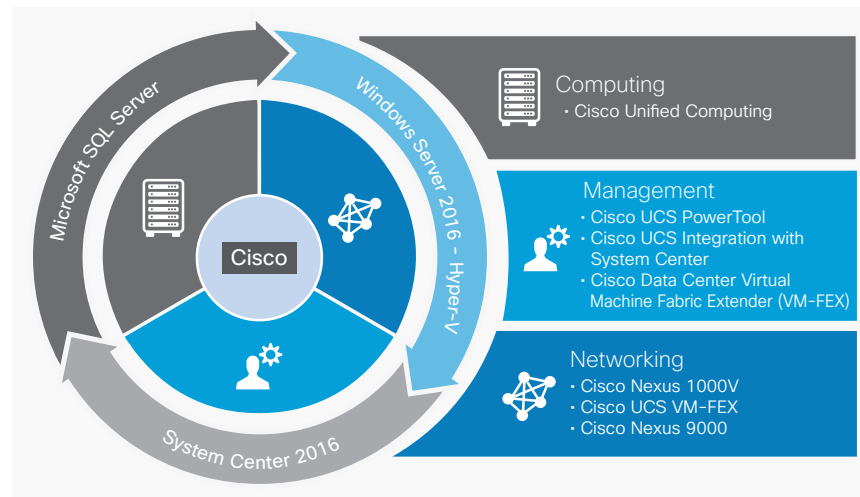 Microsoft SQL Server
Windows Server 2016 – Hyper-V
System Center 2016
Cisco
Computing
· Cisco Unified Computing
Management
· Cisco UCS PowerTool
· Cisco UCS Integration with
System Center
· Cisco Data Center Virtual
Machine Fabric Extender (VM-FEX)
Networking
· Cisco Nexus 1000V
· Cisco UCS VM-FEX
· Cisco Nexus 9000